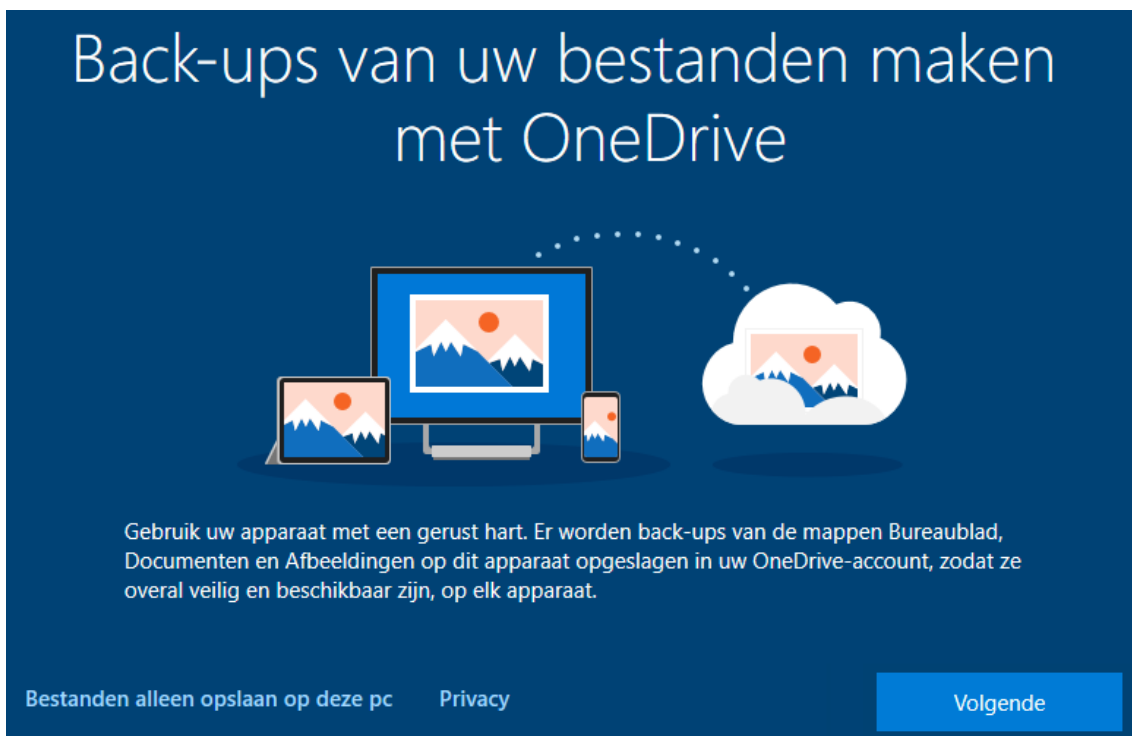 Back-ups van uw bestanden maken
met OneDrive
Gebruik uw apparaat met een gerust hart. Er worden back-ups van de mappen Bureaublad,
Documenten en Afbeeldingen op dit apparaat opgeslagen in uw OneDrive-account, zodat ze
overal veilig en beschikbaar zijn, op elk apparaat.
Bestanden alleen opslaan op deze pc Privacy Volgende